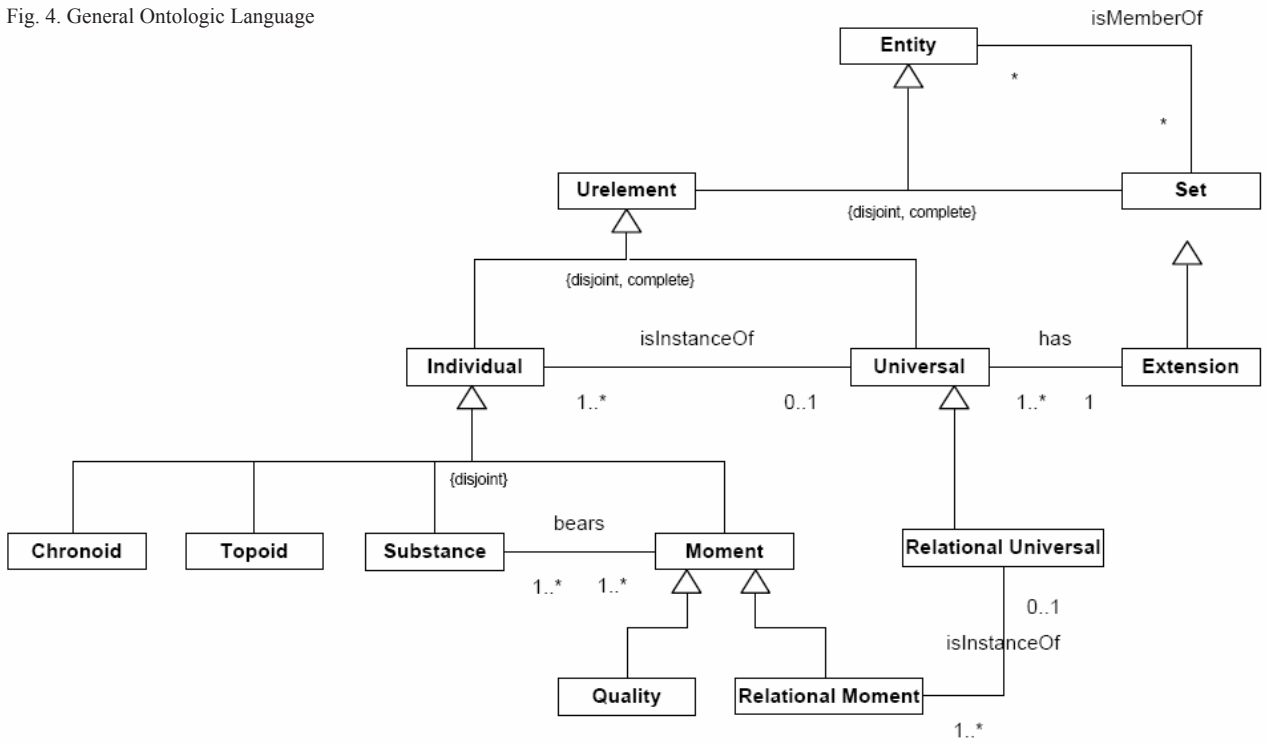 Fig. 4. General Ontologic Language
isMemberOf
Entity
*
*
Urelement
Set
{disjoint, complete}
{disjoint, complete}
isInstanceOf
has
Individual
Universal
Extension
1..*
0..1
1..*
1
{disjoint}
bears
Chronoid
Topoid
Substance
Moment
Relational Universal
1..*
1..*
0..1
isInstanceOf
Quality
Relational Moment
1..*